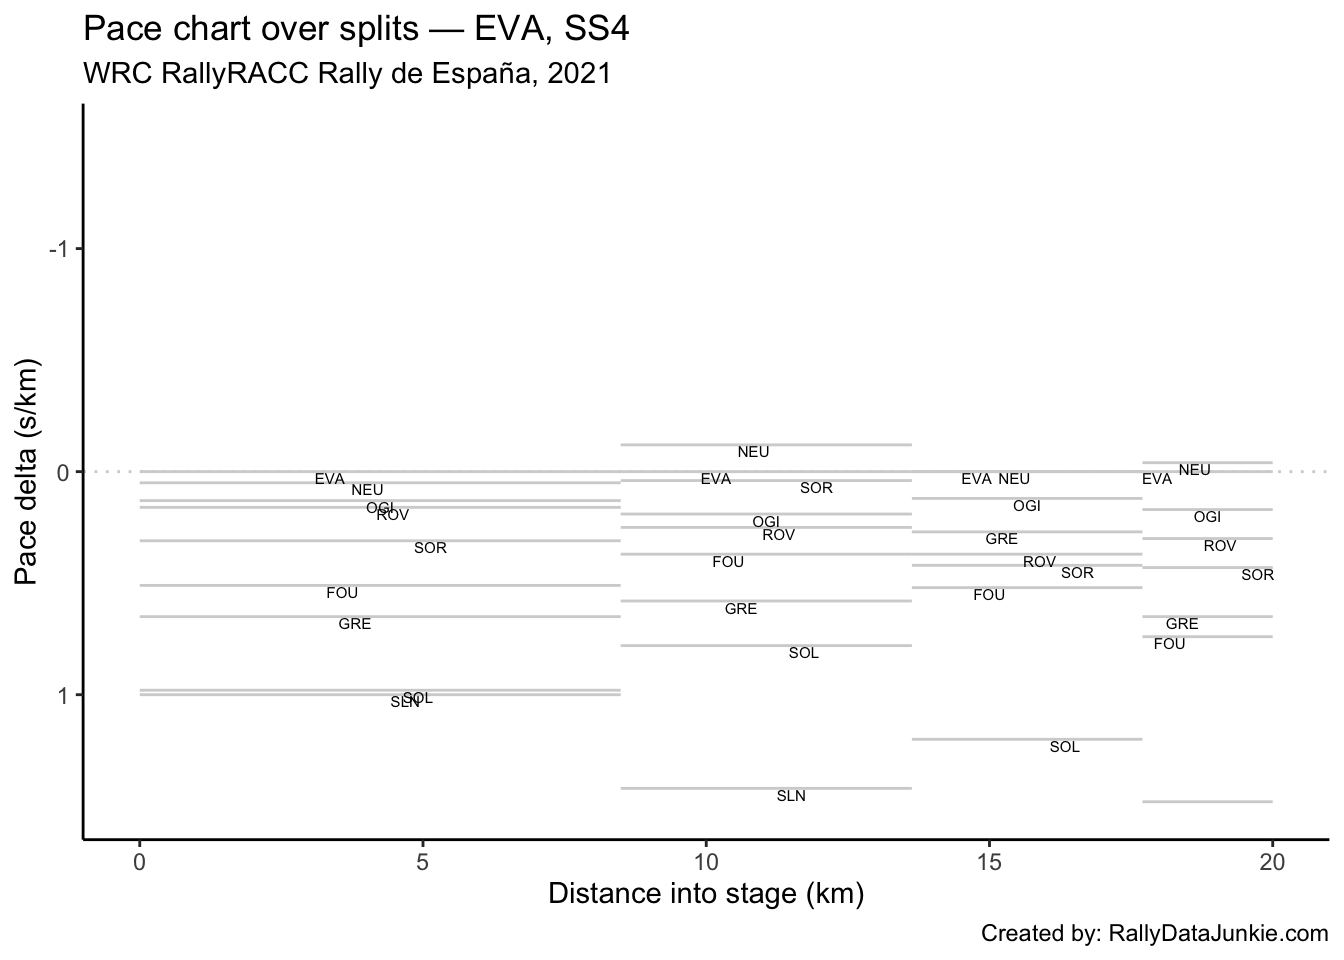 Pace chart over splits — EVA, SS4
WRC RallyRACC Rally de España, 2021
Pace delta (s/km)
-1
0
1
EVA
NEU
OGI
ROV
SOR
FOU
GRE
SOL
SLN
NEU
EVA
SOR
OGI
ROV
FOU
GRE
SOL
SLN
EVA NEU
OGI
GRE
ROV
SOR
FOU
SOL
NEU
EVA
OGI
ROV
SOR
GRE
FOU
0 5 10 15 20
Distance into stage (km)
Created by: RallyDataJunkie.com